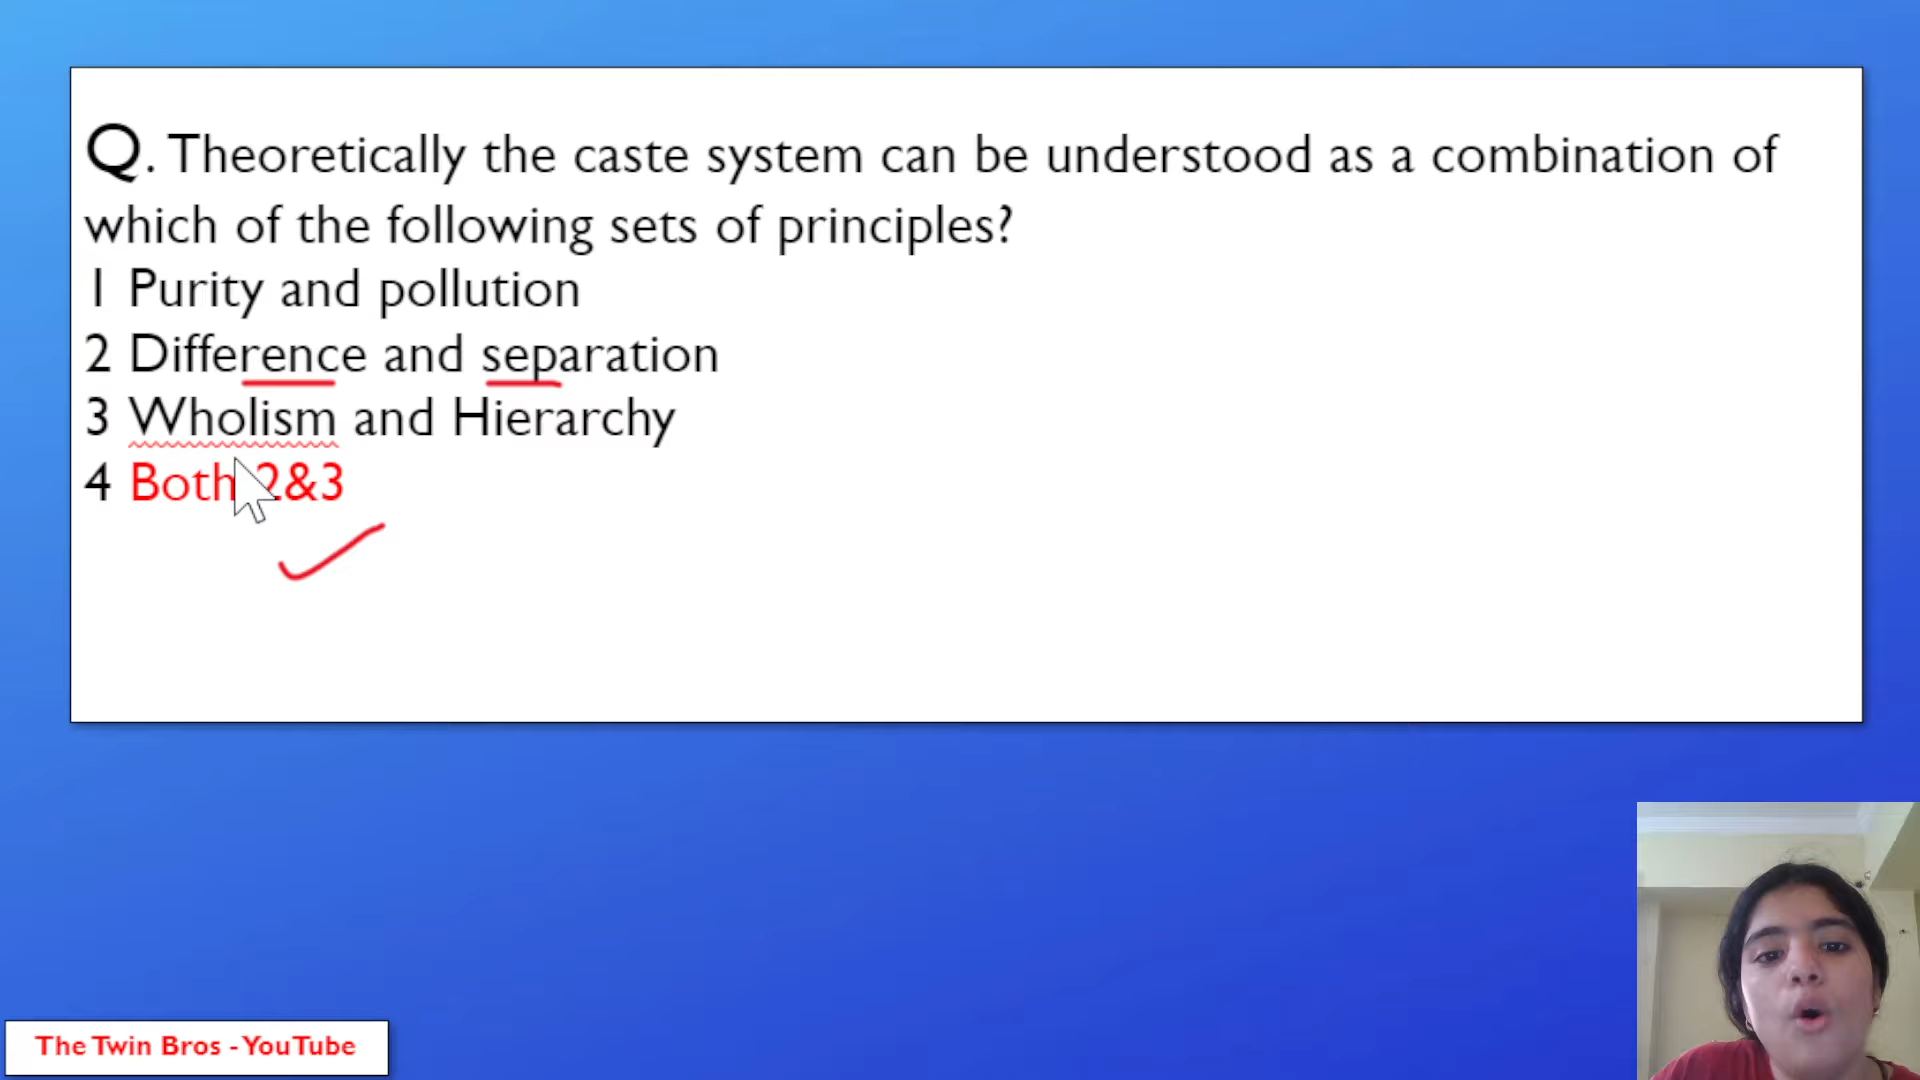 Q. Theoretically the caste system can be understood as a combination of
which of the following sets of principles?
1 Purity and pollution
2 Difference and separation
3 Wholism and Hierarchy
4 Both 2&3
The Twin Bros - YouTube